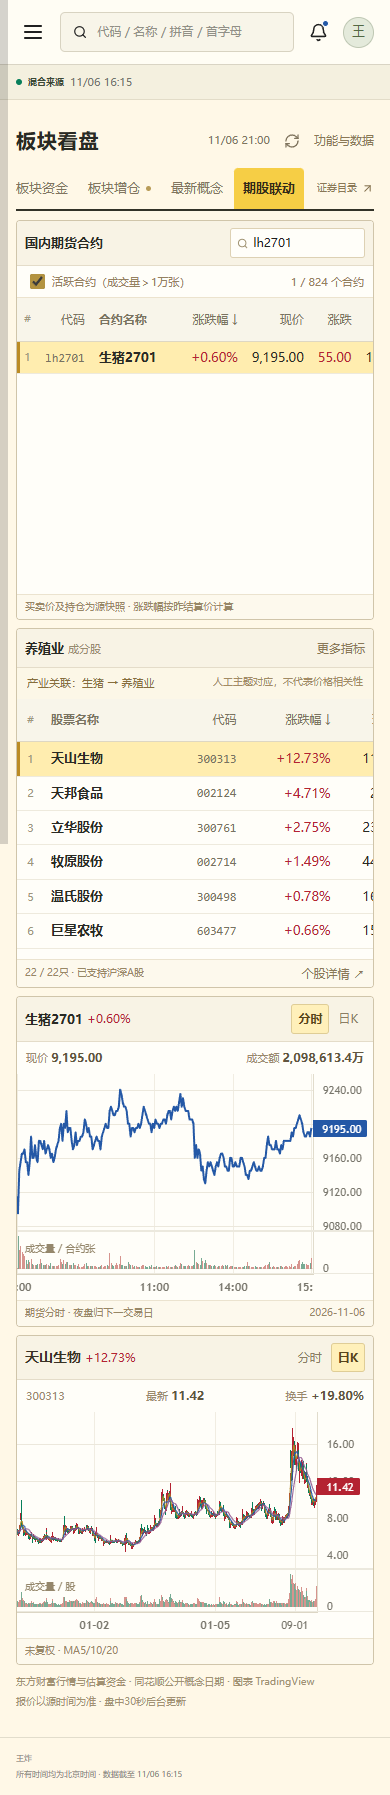 代码 / 名称 / 拼音 / 首字母
王
混合来源 11/06 16:15
板块看盘
11/06 21:00
功能与数据
板块资金
板块增仓
最新概念
期股联动
证券目录 ↗
国内期货合约
lh2701
活跃合约（成交量 > 1万张）
1 / 824 个合约
# 代码 合约名称 涨跌幅↓ 现价 涨跌
1 lh2701 生猪2701 +0.60% 9,195.00 55.00 1
买卖价及持仓为源快照 · 涨跌幅按昨结算价计算
养殖业 成分股
更多指标
产业关联：生猪 → 养殖业
人工主题对应，不代表价格相关性
# 股票名称 代码 涨跌幅↓
1 天山生物 300313 +12.73% 11
2 天邦食品 002124 +4.71% 2
3 立华股份 300761 +2.75% 23
4 牧原股份 002714 +1.49% 44
5 温氏股份 300498 +0.78% 16
6 巨星农牧 603477 +0.66% 15
22 / 22只 · 已支持沪深A股
个股详情 ↗
生猪2701 +0.60%
分时
日K
现价 9,195.00
成交额 2,098,613.4万
9240.00
9195.00
9160.00
9120.00
9080.00
成交量 / 合约张
0
:00 11:00 14:00 15:
期货分时 · 夜盘归下一交易日
2026-11-06
天山生物 +12.73%
分时
日K
300313
最新 11.42
换手 +19.80%
16.00
11.42
8.00
4.00
成交量 / 股
0
01-02 01-05 09-01
未复权 · MA5/10/20
东方财富行情与估算资金 · 同花顺公开概念日期 · 图表 TradingView
报价以源时间为准 · 盘中30秒后台更新
王炸
所有时间均为北京时间 · 数据截至 11/06 16:15